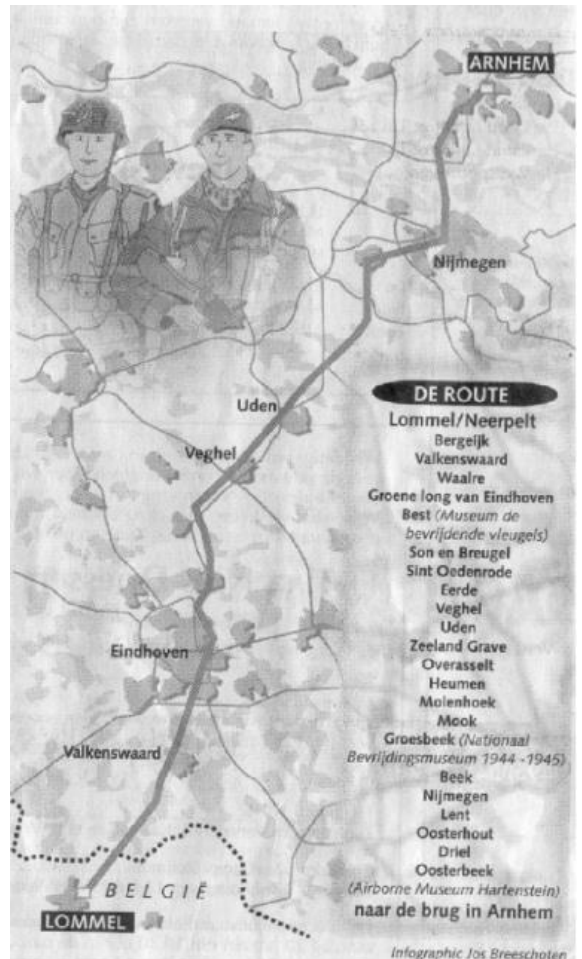 ARNHEM
Nijmegen
Uden
Veghel
Eindhoven
Valkenswaard
BELGIË
LOMMEL
DE ROUTE
Lommel/Neerpelt
Bergeijk
Valkenswaard
Waalre
Groene long van Eindhoven
Best (Museum de
bevrijdende vleugels)
Son en Breugel
Sint Oedenrode
Eerde
Veghel
Uden
Zeeland Grave
Overasselt
Heumen
Molenhoek
Mook
Groesbeek (Nationaal
Bevrijdingsmuseum 1944 -1945)
Beek
Nijmegen
Lent
Oosterhout
Driel
Oosterbeek
(Airborne Museum Hartenstein)
naar de brug in Arnhem
Infographic Jos Breeschoten